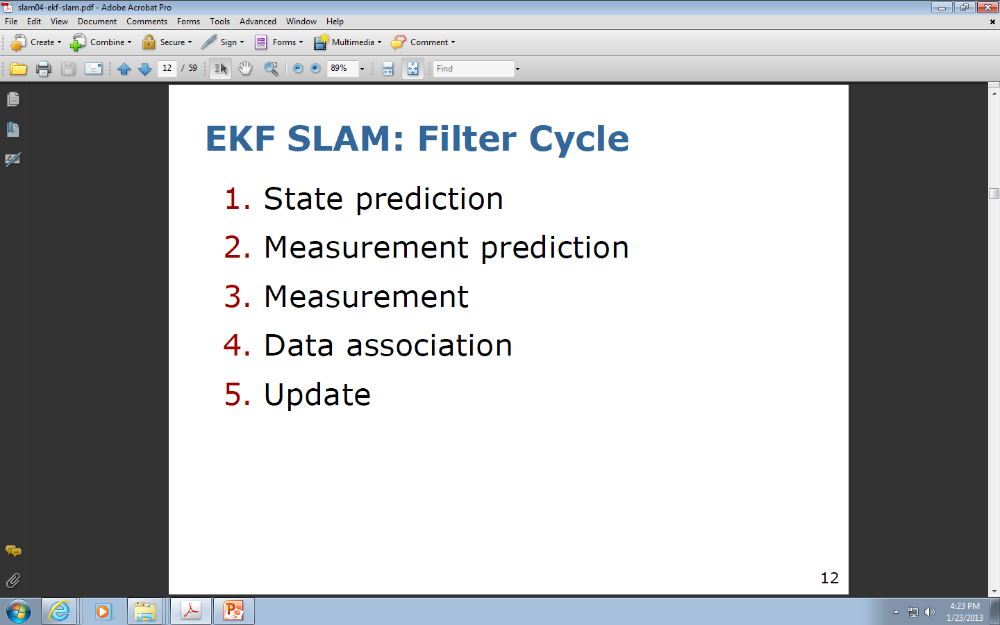 slam04-ekf-slam.pdf - Adobe Acrobat Pro
File Edit View Document Comments Forms Tools Advanced Window Help
Create Combine Secure Sign Forms Multimedia Comment
12 / 59 89% Find
EKF SLAM: Filter Cycle
1. State prediction
2. Measurement prediction
3. Measurement
4. Data association
5. Update
12
4:23 PM
1/23/2013